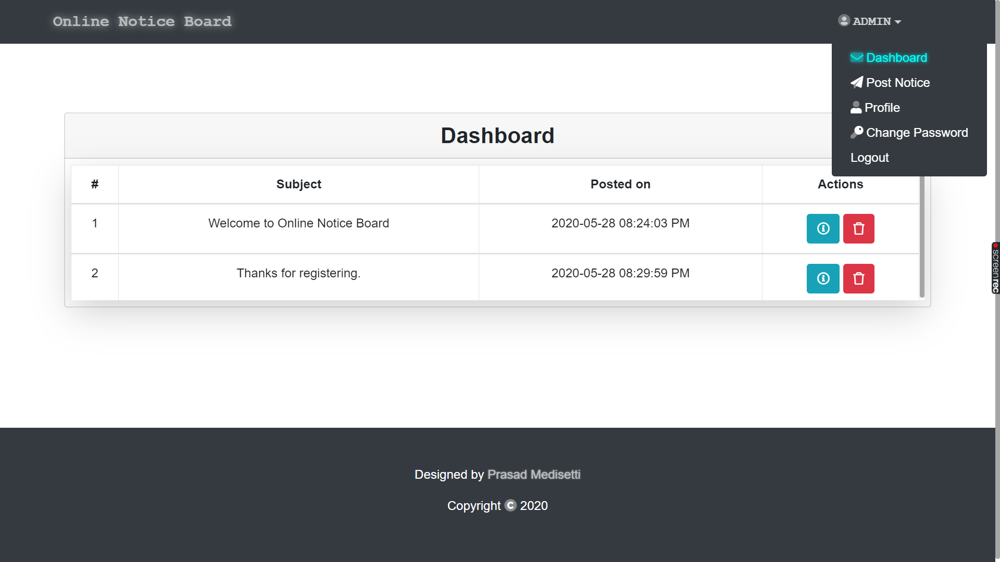 Online Notice Board
ADMIN
Dashboard
Post Notice
Profile
Change Password
Logout
Dashboard
# Subject Posted on Actions
1 Welcome to Online Notice Board 2020-05-28 08:24:03 PM
2 Thanks for registering. 2020-05-28 08:29:59 PM
screenrec
Designed by Prasad Medisetti
Copyright © 2020